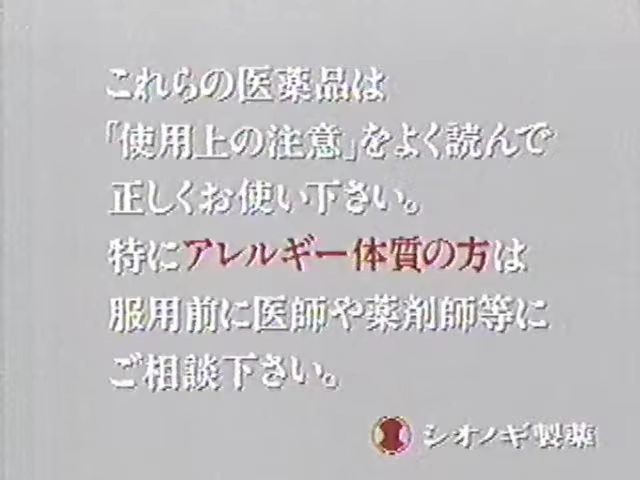 これらの医薬品は
「使用上の注意」をよく読んで
正しくお使い下さい。
特にアレルギー体質の方は
服用前に医師や薬剤師等に
ご相談下さい。
シオノギ製薬